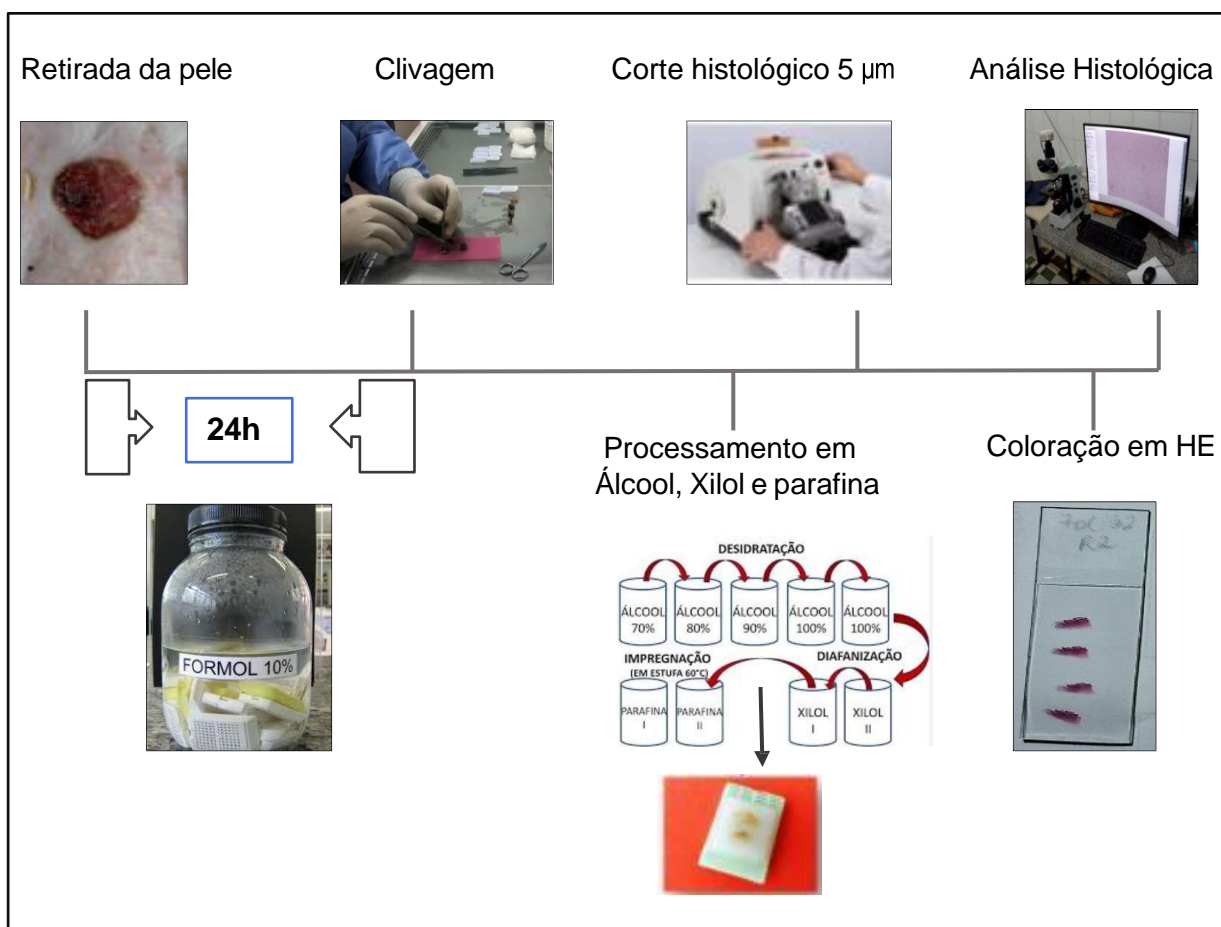 Retirada da pele
Clivagem
Corte histológico 5 µm
Análise Histológica
24h
Processamento em
Álcool, Xilol e parafina
Coloração em HE
FORMOL 10%
DESIDRATAÇÃO
ÁLCOOL
70%
ÁLCOOL
80%
ÁLCOOL
90%
ÁLCOOL
100%
ÁLCOOL
100%
IMPREGNAÇÃO
(EM ESTUFA 60°C)
DIAFANIZAÇÃO
PARAFINA
I
PARAFINA
II
XILOL
I
XILOL
II
R2